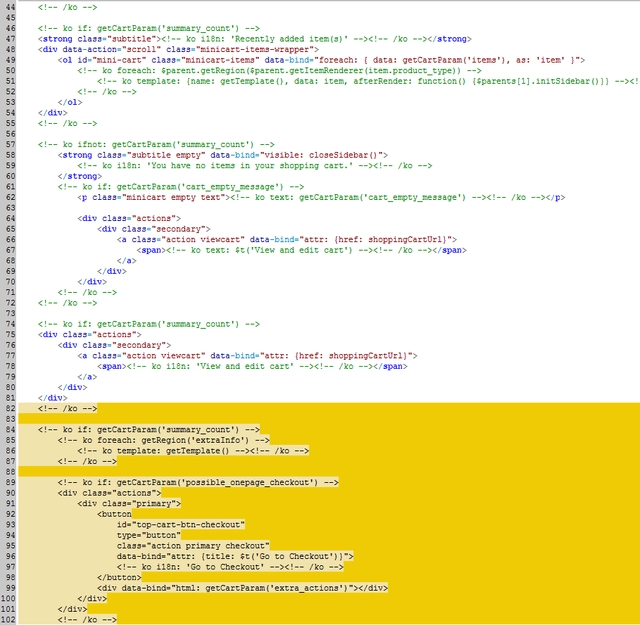 44 <!-- /ko -->
45
46 <!-- ko if: getCartParam('summary_count') -->
47 <strong class="subtitle"><!-- ko i18n: 'Recently added item(s)' --><!-- /ko --></strong>
48 <div data-action="scroll" class="minicart-items-wrapper">
49 <ol id="mini-cart" class="minicart-items" data-bind="foreach: { data: getCartParam('items'), as: 'item' }">
50 <!-- ko foreach: $parent.getRegion($parent.getItemRenderer(item.product_type)) -->
51 <!-- ko template: {name: getTemplate(), data: item, afterRender: function() {$parents[1].initSidebar()}} --><!-
52 <!-- /ko -->
53 </ol>
54 </div>
55 <!-- /ko -->
56
57 <!-- ko ifnot: getCartParam('summary_count') -->
58 <strong class="subtitle empty" data-bind="visible: closeSidebar()">
59 <!-- ko i18n: 'You have no items in your shopping cart.' --><!-- /ko -->
60 </strong>
61 <!-- ko if: getCartParam('cart_empty_message') -->
62 <p class="minicart empty text"><!-- ko text: getCartParam('cart_empty_message') --><!-- /ko --></p>
63
64 <div class="actions">
65 <div class="secondary">
66 <a class="action viewcart" data-bind="attr: {href: shoppingCartUrl}">
67 <span><!-- ko text: $t('View and edit cart') --><!-- /ko --></span>
68 </a>
69 </div>
70 </div>
71 <!-- /ko -->
72 <!-- /ko -->
73
74 <!-- ko if: getCartParam('summary_count') -->
75 <div class="actions">
76 <div class="secondary">
77 <a class="action viewcart" data-bind="attr: {href: shoppingCartUrl}">
78 <span><!-- ko i18n: 'View and edit cart' --><!-- /ko --></span>
79 </a>
80 </div>
81 </div>
82 <!-- /ko -->
83
84 <!-- ko if: getCartParam('summary_count') -->
85 <!-- ko foreach: getRegion('extraInfo') -->
86 <!-- ko template: getTemplate() --><!-- /ko -->
87 <!-- /ko -->
88
89 <!-- ko if: getCartParam('possible_onepage_checkout') -->
90 <div class="actions">
91 <div class="primary">
92 <button
93 id="top-cart-btn-checkout"
94 type="button"
95 class="action primary checkout"
96 data-bind="attr: {title: $t('Go to Checkout')}">
97 <!-- ko i18n: 'Go to Checkout' --><!-- /ko -->
98 </button>
99 <div data-bind="html: getCartParam('extra_actions')"></div>
100 </div>
101 </div>
102 <!-- /ko -->